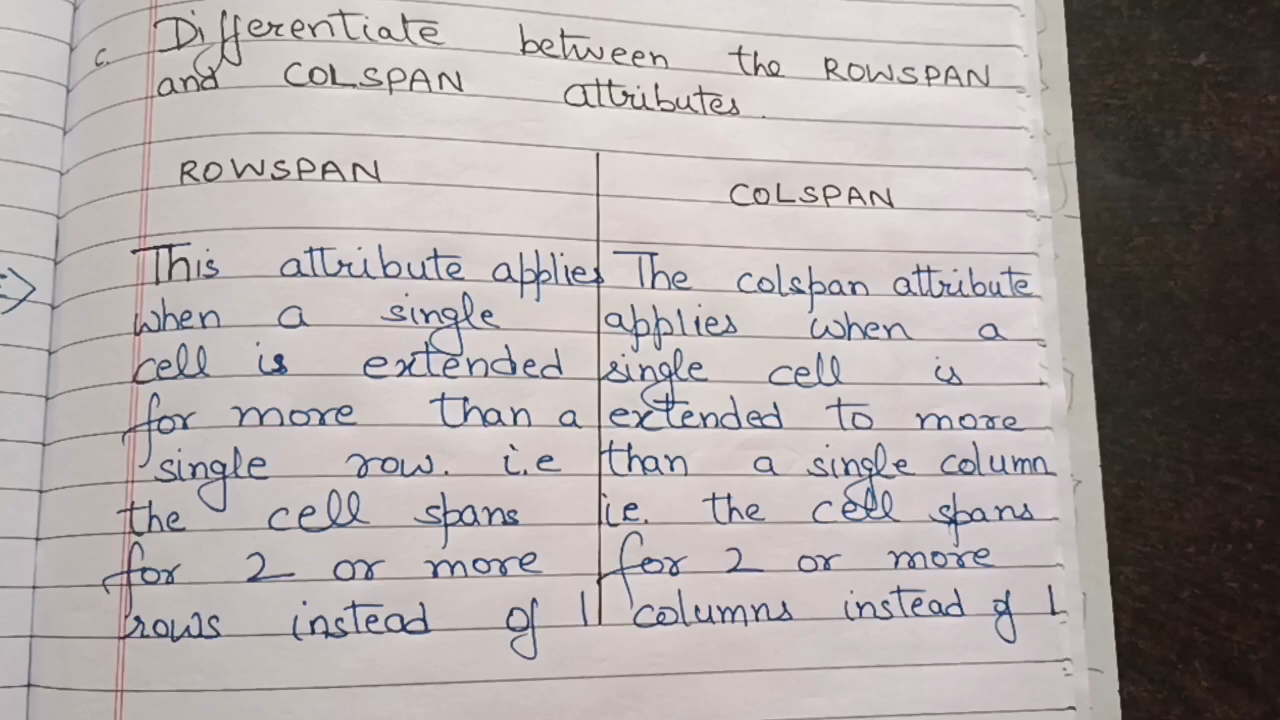 c. Differentiate between the ROWSPAN
and COLSPAN attributes.
ROWSPAN
This attribute applies
when a single
cell is extended
for more than a
single row. i.e
the cell spans
for 2 or more
rows instead of 1
COLSPAN
The colspan attribute
applies when a
single cell is
extended to more
than a single column
i.e. the cell spans
for 2 or more
columns instead of 1